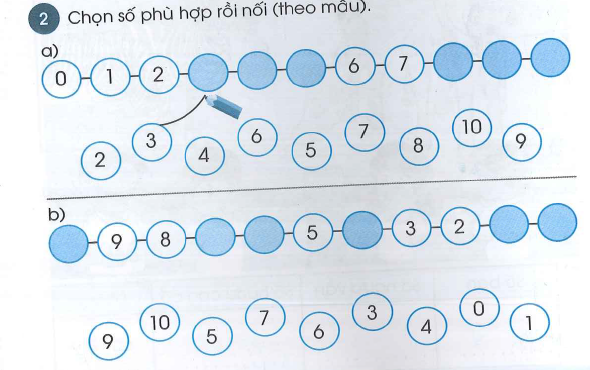 2 Chọn số phù hợp rồi nối (theo mẫu).
a)
0 1 2 6 7
2 3 4 6 5 7 8 10 9
b)
9 8 5 3 2
9 10 5 7 6 3 4 0 1